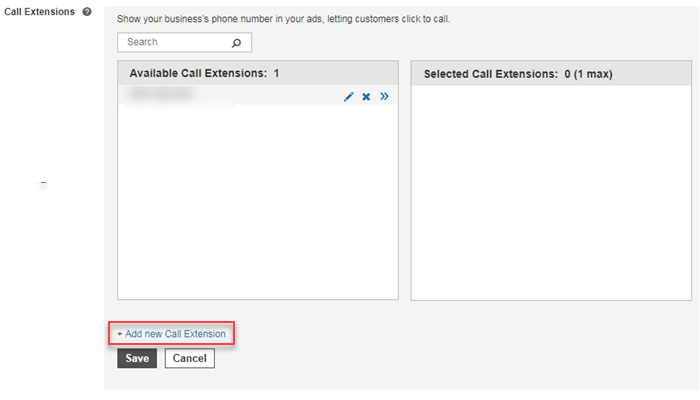 Call Extensions
Show your business's phone number in your ads, letting customers click to call.
Search
Available Call Extensions: 1
Selected Call Extensions: 0 (1 max)
+ Add new Call Extension
Save
Cancel